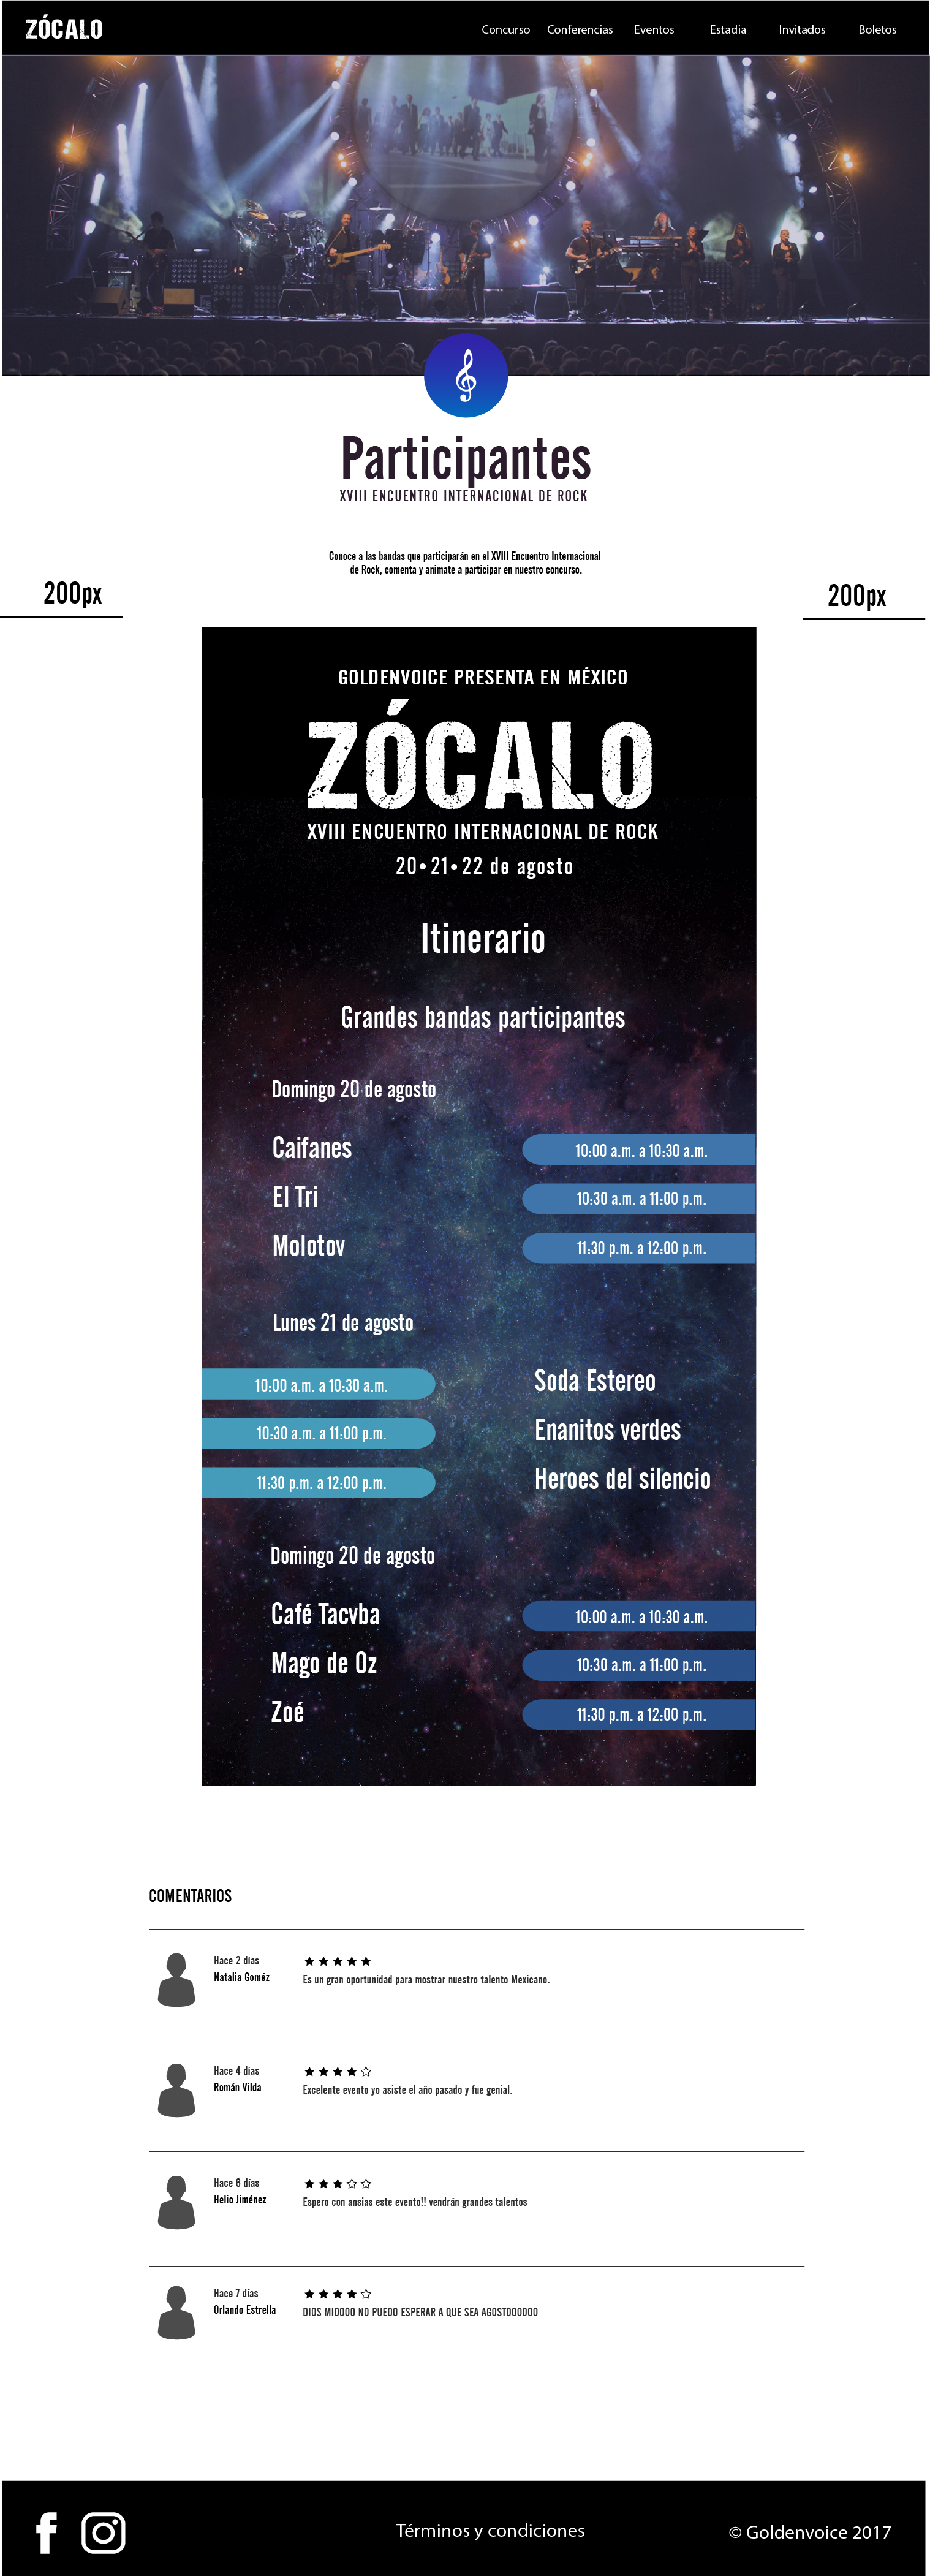 ZÓCALO
Concurso Conferencias Eventos Estadia Invitados Boletos
Participantes
XVIII ENCUENTRO INTERNACIONAL DE ROCK
Conoce a las bandas que participarán en el XVIII Encuentro Internacional
de Rock, comenta y animate a participar en nuestro concurso.
200px
200px
GOLDENVOICE PRESENTA EN MÉXICO
ZÓCALO
XVIII ENCUENTRO INTERNACIONAL DE ROCK
20•21•22 de agosto
Itinerario
Grandes bandas participantes
Domingo 20 de agosto
Caifanes 10:00 a.m. a 10:30 a.m.
El Tri 10:30 a.m. a 11:00 p.m.
Molotov 11:30 p.m. a 12:00 p.m.
Lunes 21 de agosto
10:00 a.m. a 10:30 a.m. Soda Estereo
10:30 a.m. a 11:00 p.m. Enanitos verdes
11:30 p.m. a 12:00 p.m. Heroes del silencio
Domingo 20 de agosto
Café Tacvba 10:00 a.m. a 10:30 a.m.
Mago de Oz 10:30 a.m. a 11:00 p.m.
Zoé 11:30 p.m. a 12:00 p.m.
COMENTARIOS
Hace 2 días
Natalia Goméz
Es un gran oportunidad para mostrar nuestro talento Mexicano.
Hace 4 días
Román Vilda
Excelente evento yo asiste el año pasado y fue genial.
Hace 6 días
Helio Jiménez
Espero con ansias este evento!! vendrán grandes talentos
Hace 7 días
Orlando Estrella
DIOS MIOOOO NO PUEDO ESPERAR A QUE SEA AGOSTOOOOOO
Términos y condiciones
© Goldenvoice 2017